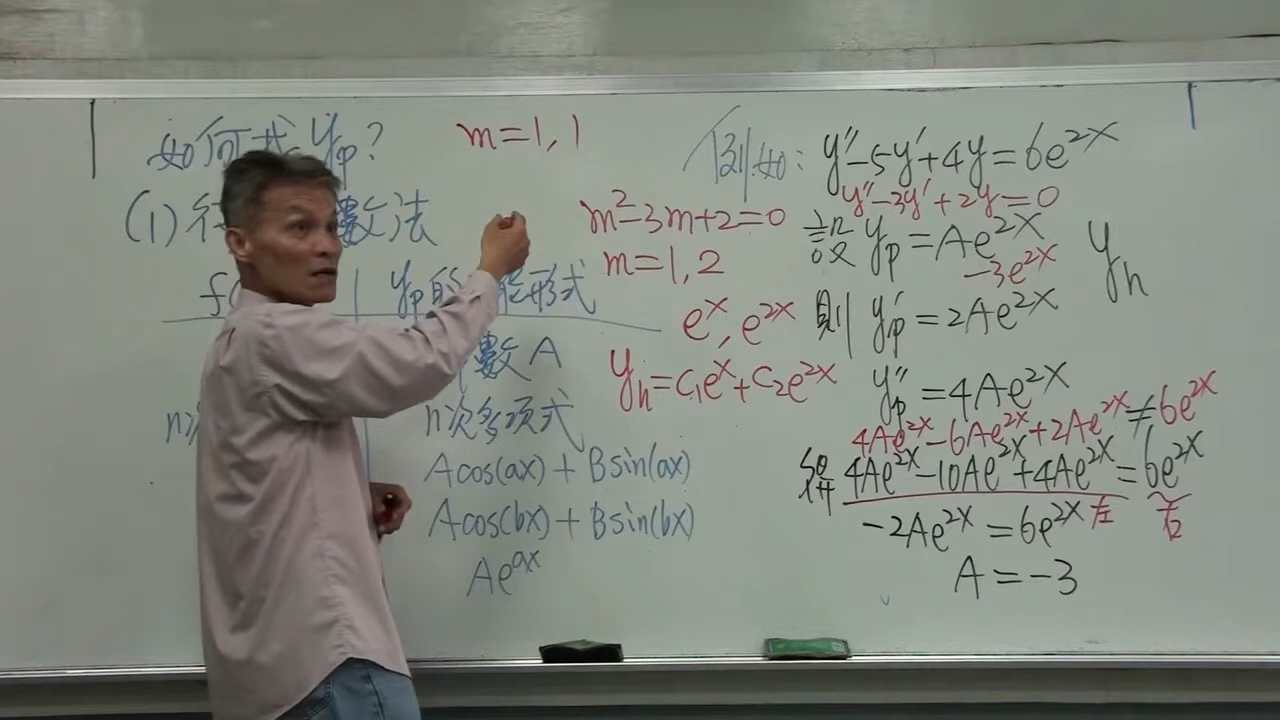 如何求yₚ?
m=1,1
(1) 數法
yₚ的 形式
數A
n次多項式
Acos(ax)+Bsin(ax)
Acos(bx)+Bsin(bx)
Ae^{ax}
m²-3m+2=0
m=1,2
e^x, e^{2x}
yₕ=c₁e^x+c₂e^{2x}
例如: y''-5y'+4y=6e^{2x}
y''-3y'+2y=0
設 yₚ=Ae^{2x}
-3e^{2x}
yₕ
則 yₚ'=2Ae^{2x}
yₚ''=4Ae^{2x}
4Ae^{2x}-6Ae^{2x}+2Ae^{2x}≠6e^{2x}
得 4Ae^{2x}-10Ae^{2x}+4Ae^{2x}=6e^{2x}
-2Ae^{2x}=6e^{2x} 左 右
A=-3